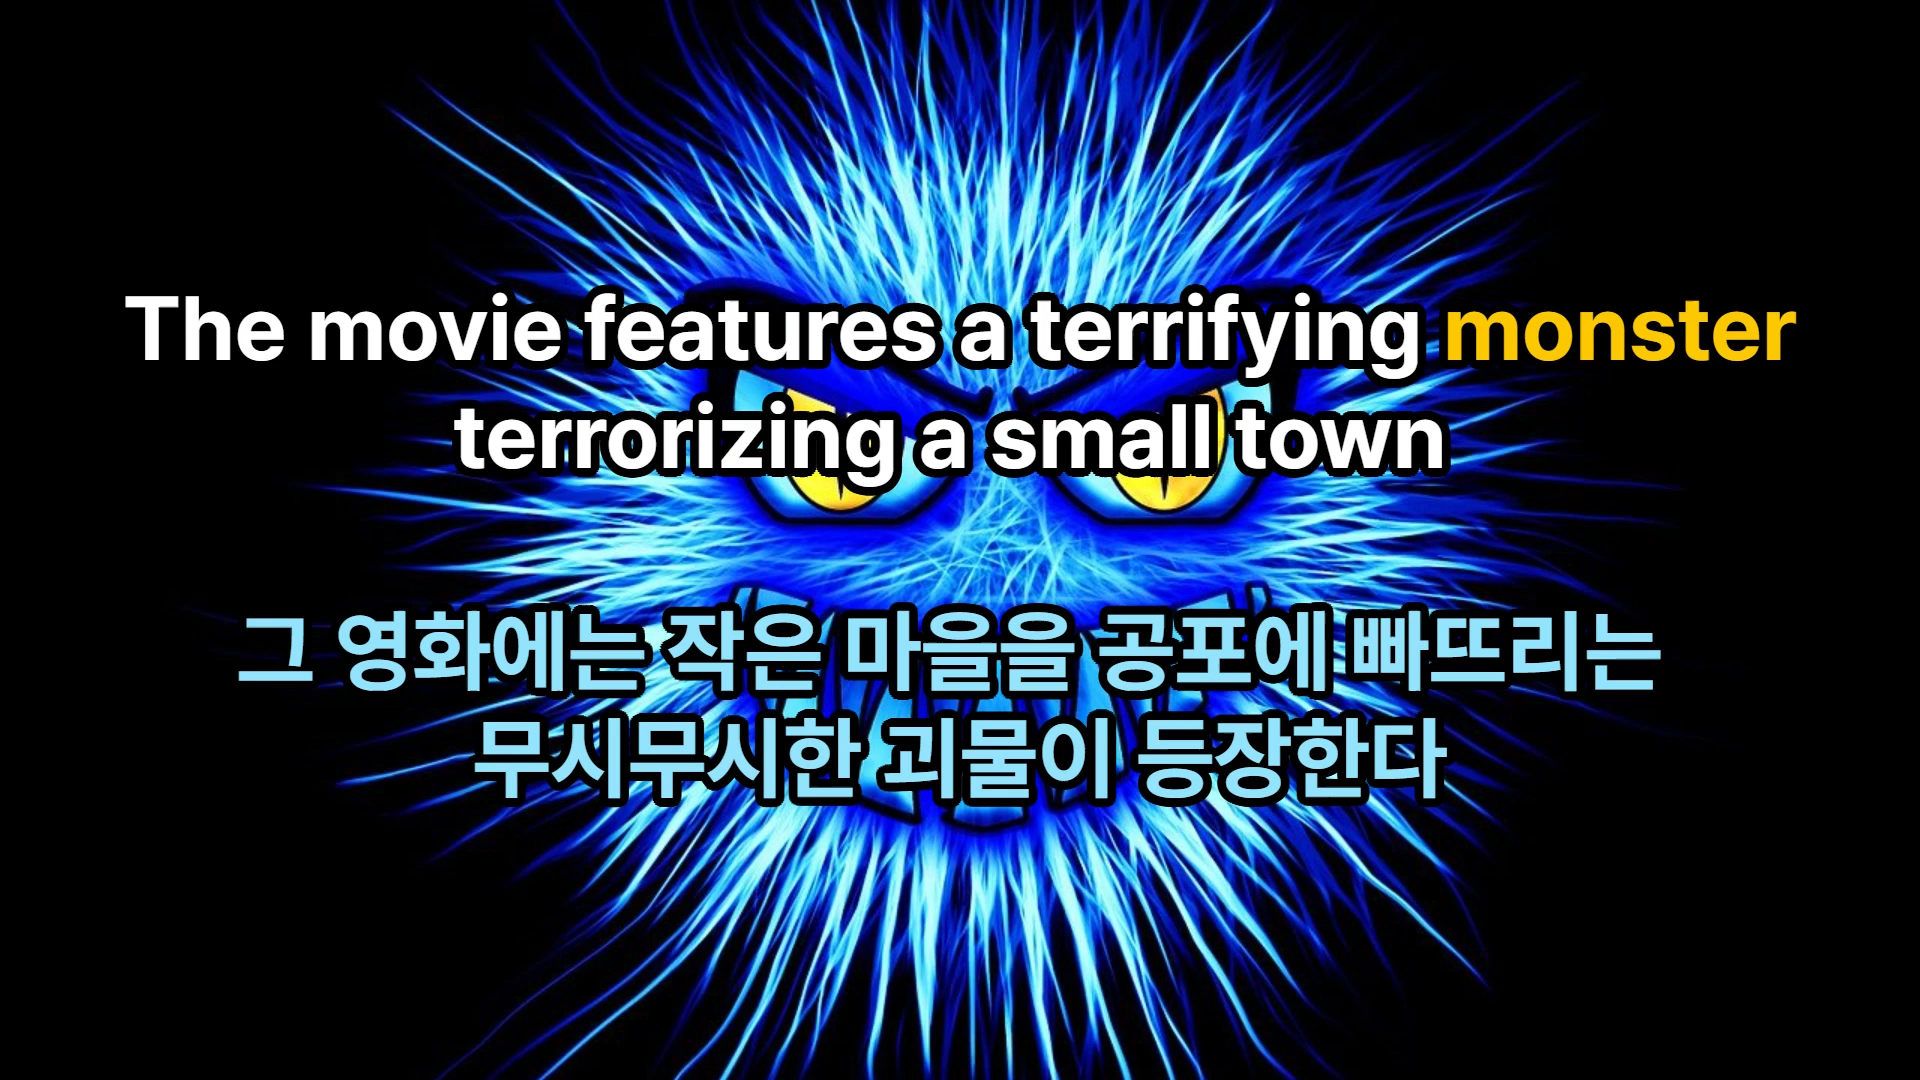 The movie features a terrifying monster
terrorizing a small town
그 영화에는 작은 마을을 공포에 빠뜨리는
무시무시한 괴물이 등장한다